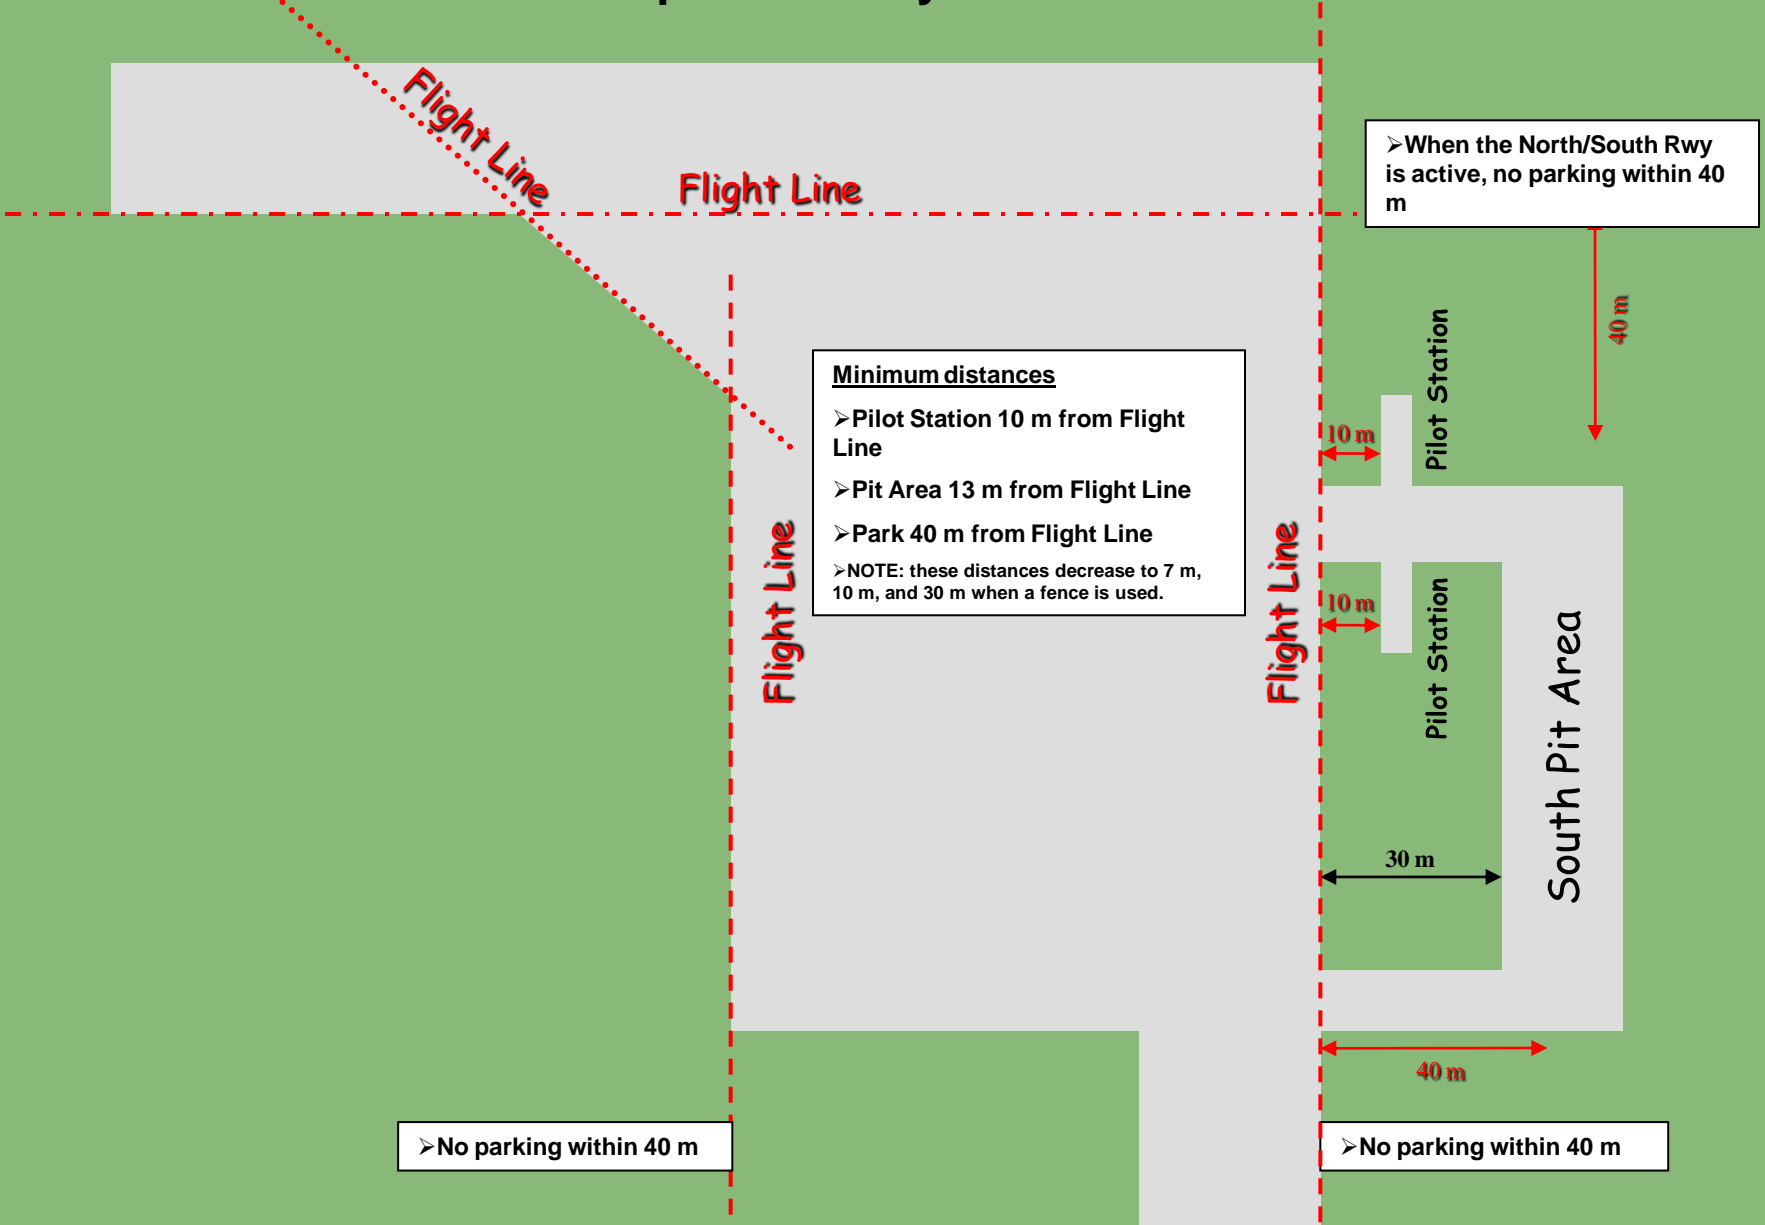 Flight Line
Flight Line
➢When the North/South Rwy
is active, no parking within 40
m
40 m
Pilot Station
Minimum distances
➢Pilot Station 10 m from Flight
Line
➢Pit Area 13 m from Flight Line
➢Park 40 m from Flight Line
➢NOTE: these distances decrease to 7 m,
10 m, and 30 m when a fence is used.
10 m
Flight Line
Flight Line
10 m
Pilot Station
South Pit Area
30 m
40 m
➢No parking within 40 m
➢No parking within 40 m